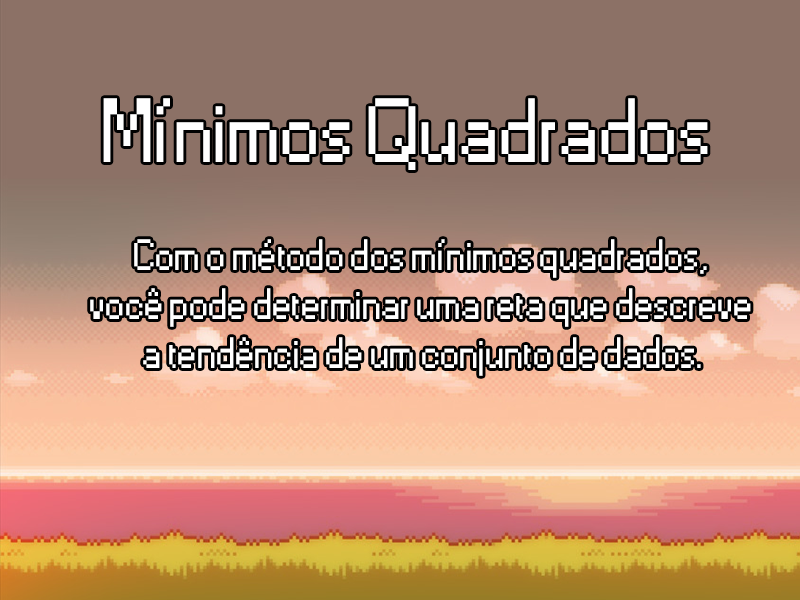 Mínimos Quadrados
Com o método dos mínimos quadrados,
você pode determinar uma reta que descreve
a tendência de um conjunto de dados.